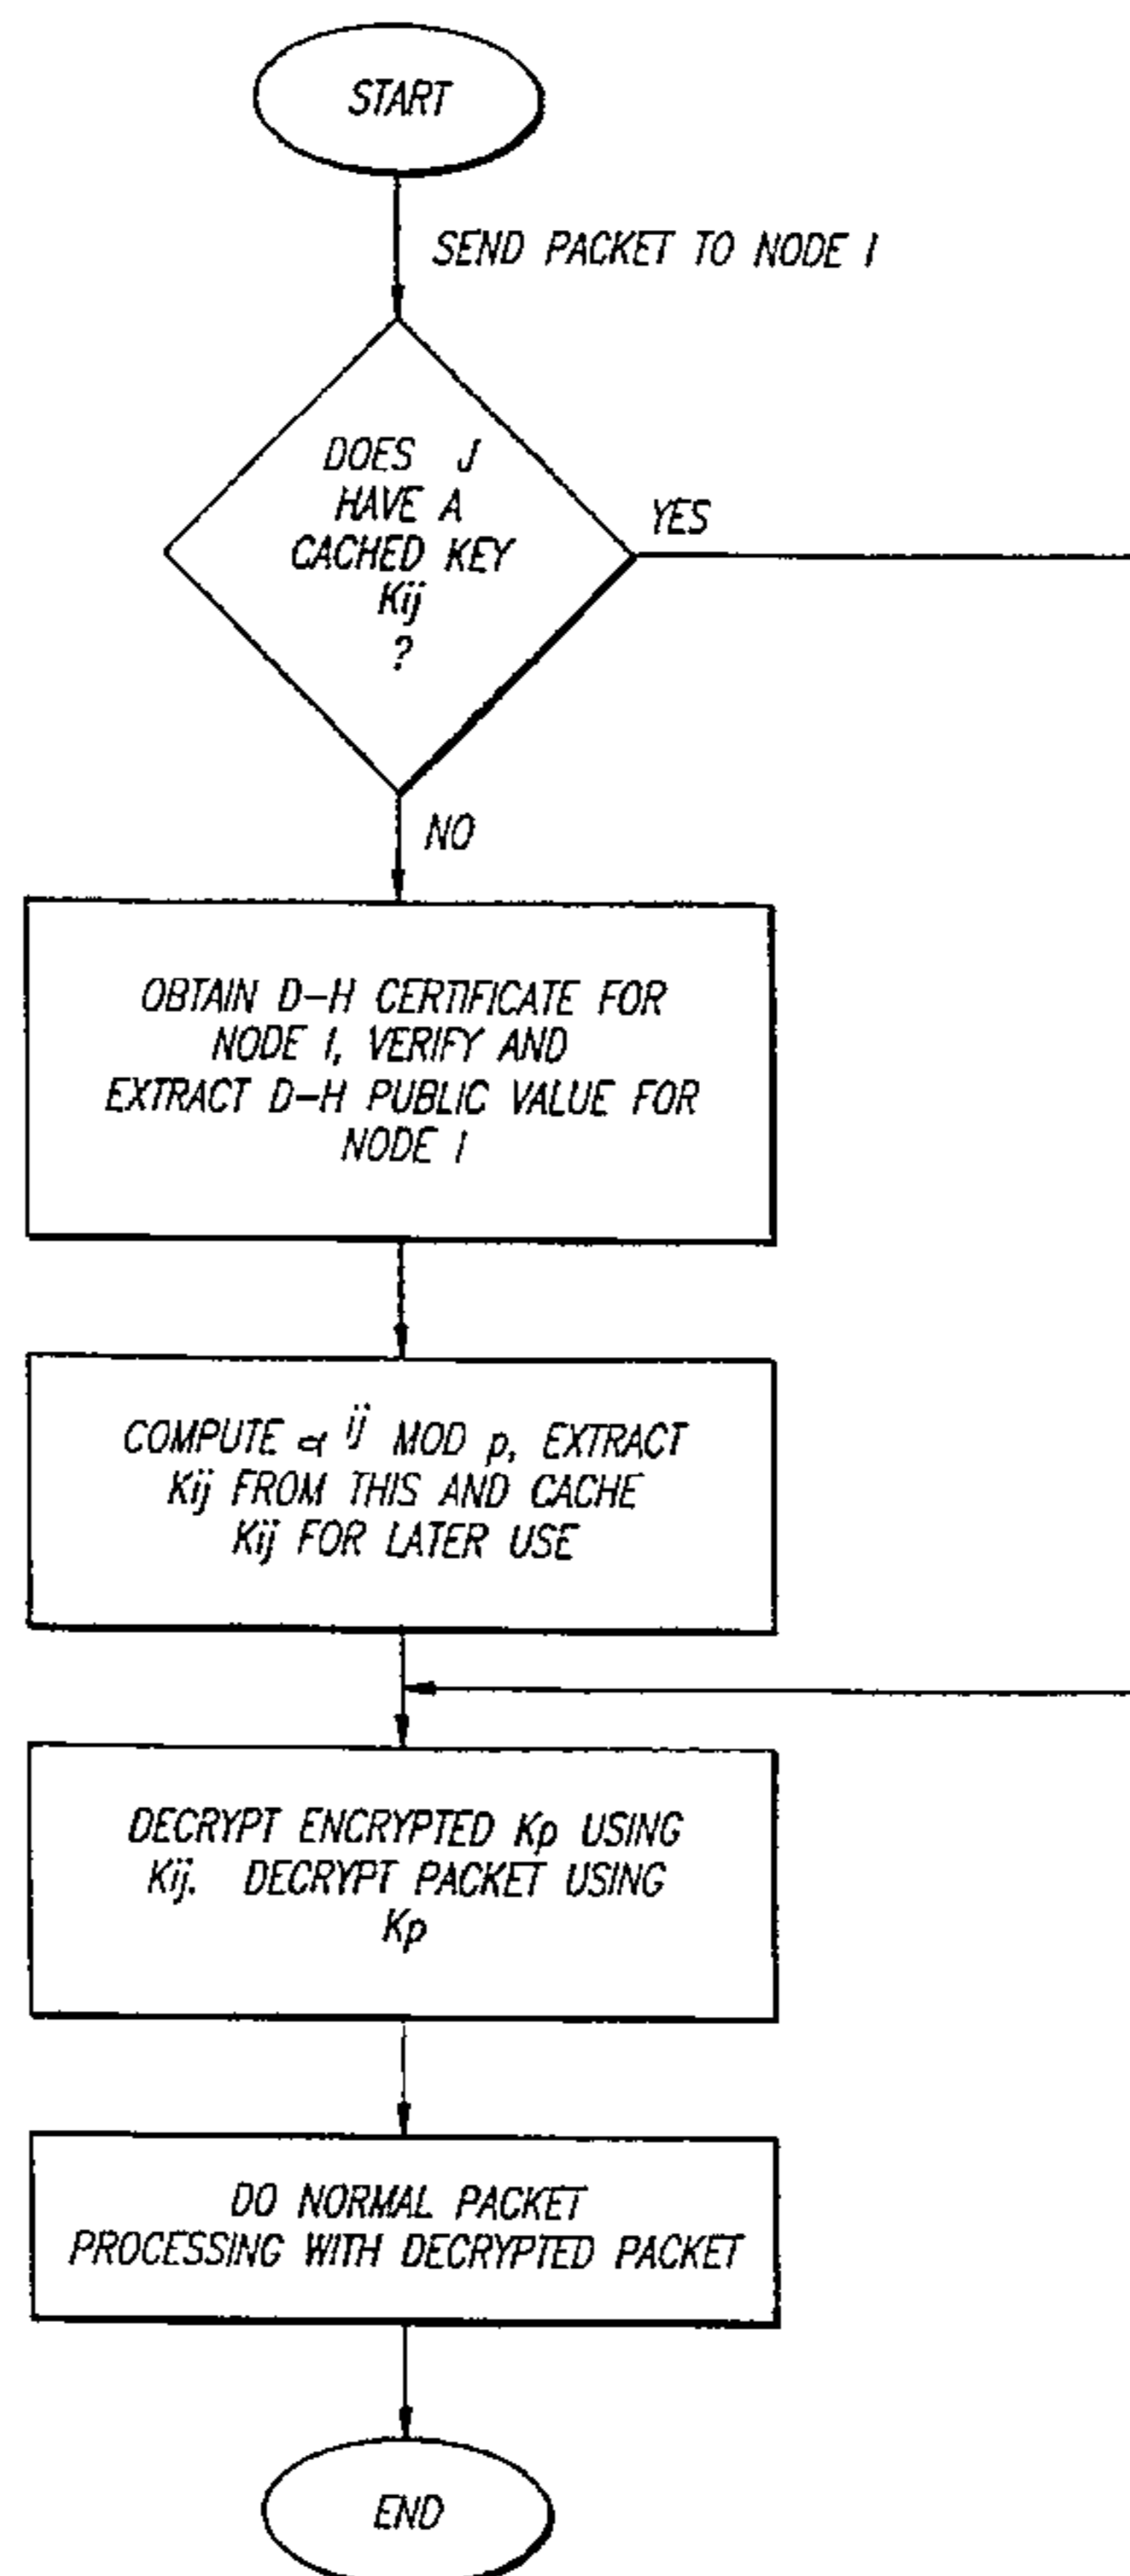 START
SEND PACKET TO NODE I
DOES J
HAVE A
CACHED KEY
Kij
?
YES
NO
OBTAIN D-H CERTIFICATE FOR
NODE I, VERIFY AND
EXTRACT D-H PUBLIC VALUE FOR
NODE I
COMPUTE α ij MOD p, EXTRACT
Kij FROM THIS AND CACHE
Kij FOR LATER USE
DECRYPT ENCRYPTED Kp USING
Kij. DECRYPT PACKET USING
Kp
DO NORMAL PACKET
PROCESSING WITH DECRYPTED PACKET
END